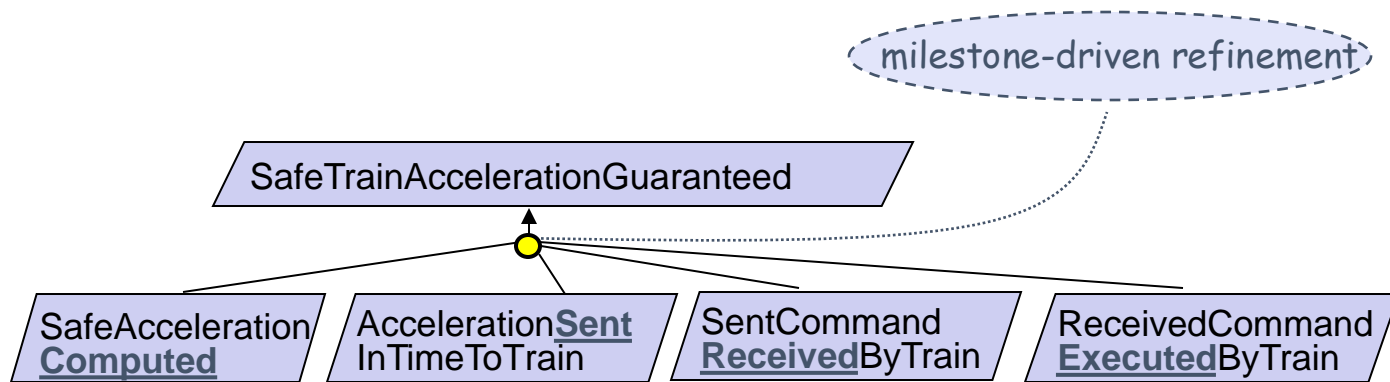 milestone-driven refinement
SafeTrainAccelerationGuaranteed
SafeAcceleration
Computed
AccelerationSent
InTimeToTrain
SentCommand
ReceivedByTrain
ReceivedCommand
ExecutedByTrain